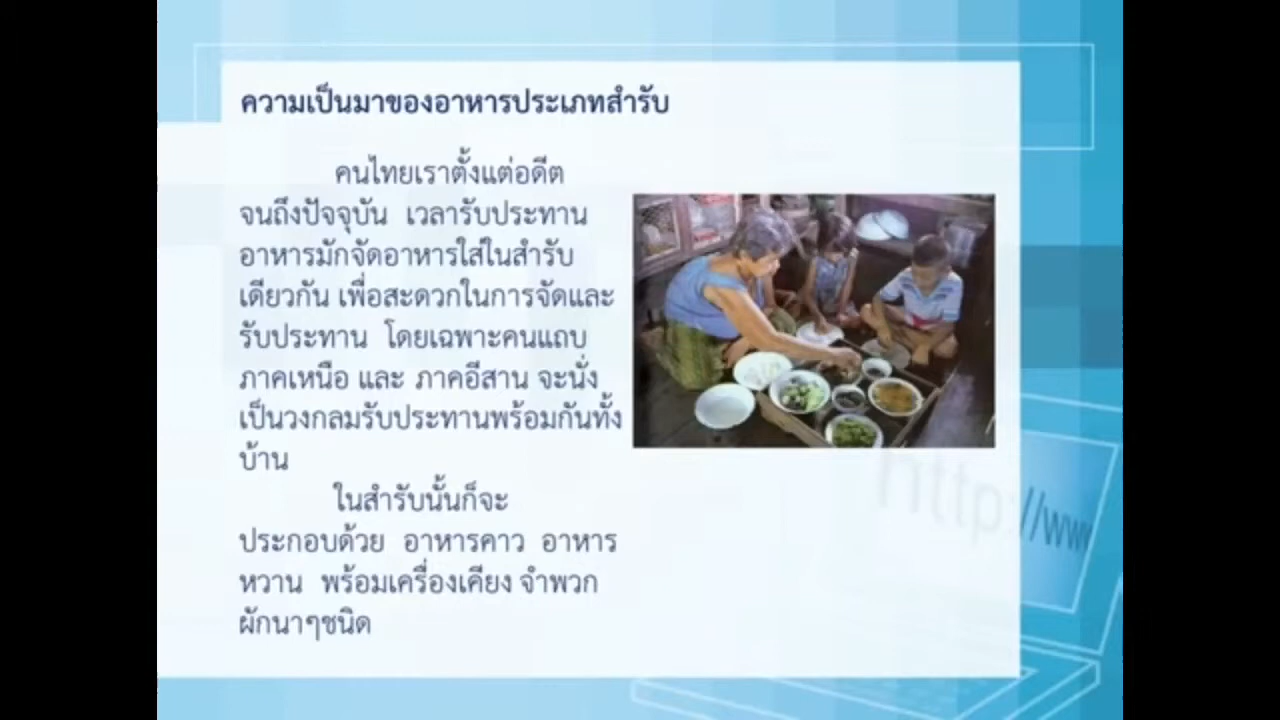 ความเป็นมาของอาหารประเภทสำรับ
คนไทยเราตั้งแต่อดีต
จนถึงปัจจุบัน เวลารับประทาน
อาหารมักจัดอาหารใส่ในสำรับ
เดียวกัน เพื่อสะดวกในการจัดและ
รับประทาน โดยเฉพาะคนแถบ
ภาคเหนือ และ ภาคอีสาน จะนั่ง
เป็นวงกลมรับประทานพร้อมกันทั้ง
บ้าน
ในสำรับนั้นก็จะ
ประกอบด้วย อาหารคาว อาหาร
หวาน พร้อมเครื่องเคียง จำพวก
ผักนาๆชนิด
http://www